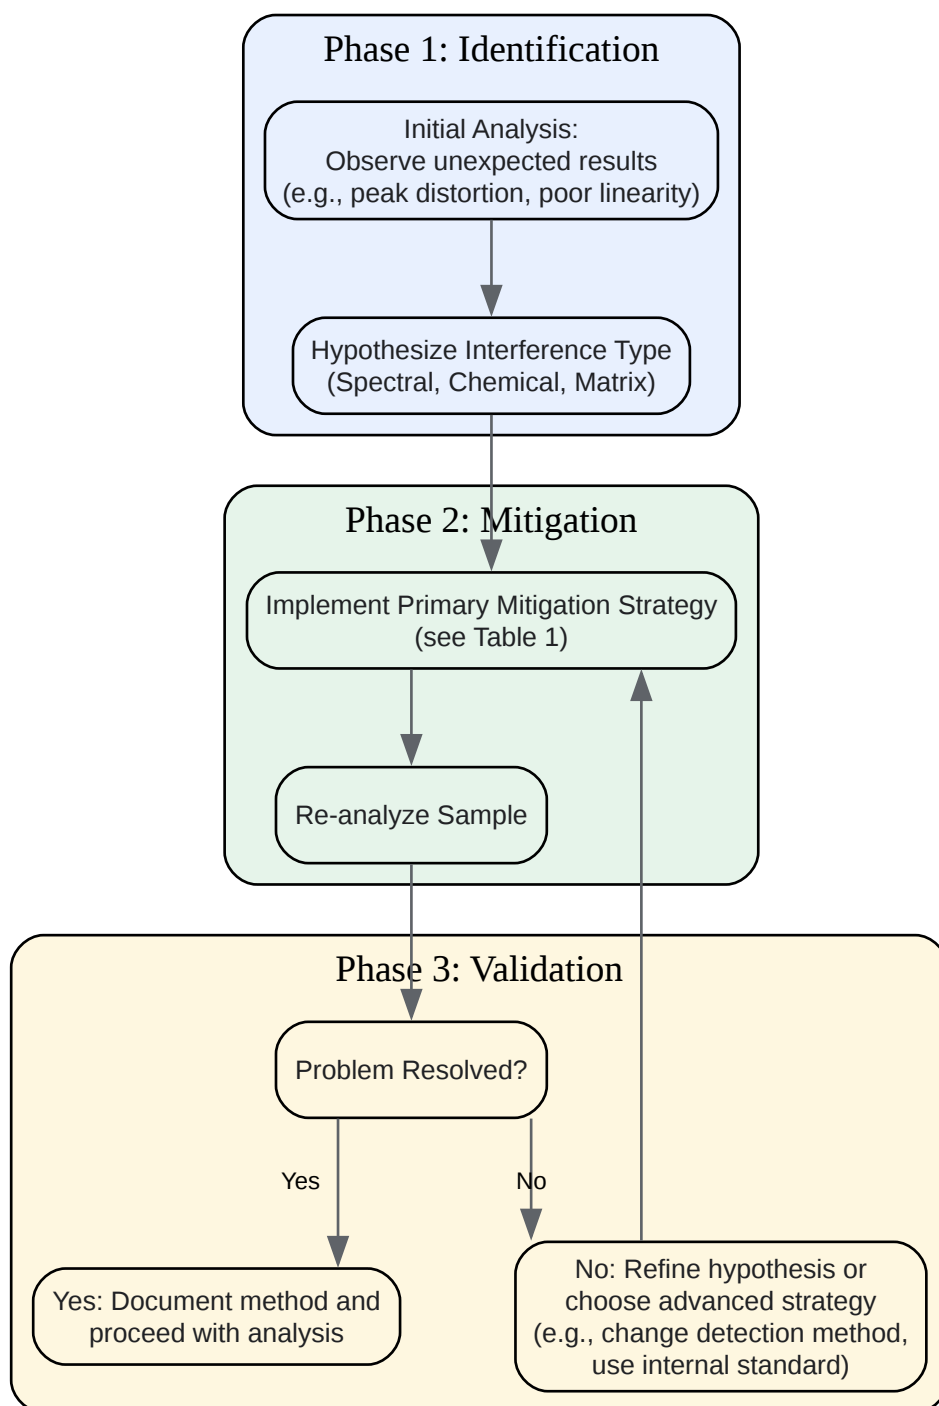 Phase 1: Identification
Initial Analysis:
Observe unexpected results
(e.g., peak distortion, poor linearity)
Hypothesize Interference Type
(Spectral, Chemical, Matrix)
Phase 2: Mitigation
Implement Primary Mitigation Strategy
(see Table 1)
Re-analyze Sample
Phase 3: Validation
Problem Resolved?
Yes
No
Yes: Document method and
proceed with analysis
No: Refine hypothesis or
choose advanced strategy
(e.g., change detection method,
use internal standard)